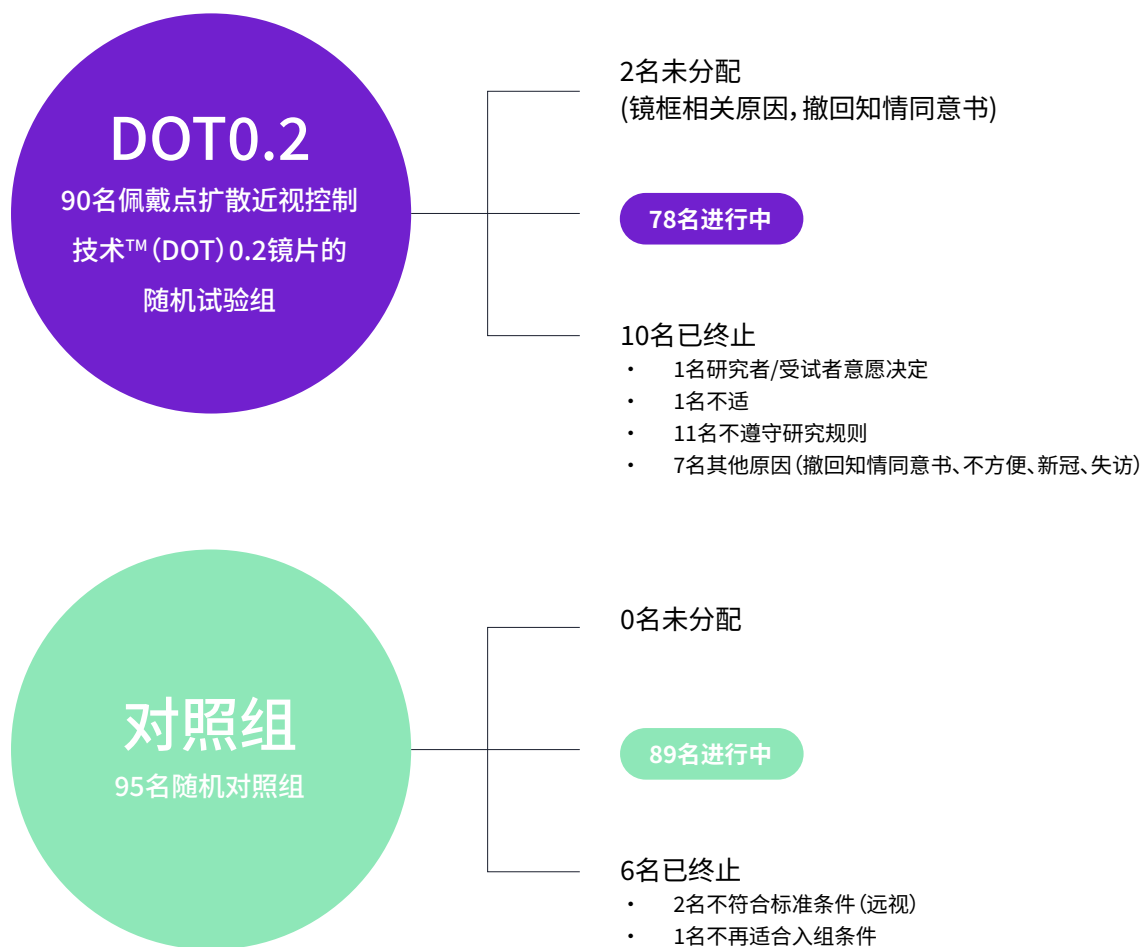 DOT0.2
90名佩戴点扩散近视控制
技术™(DOT)0.2镜片的
随机试验组
2名未分配
(镜框相关原因,撤回知情同意书)
78名进行中
10名已终止
· 1名研究者/受试者意愿决定
· 1名不适
· 11名不遵守研究规则
· 7名其他原因(撤回知情同意书、不方便、新冠、失访)
对照组
95名随机对照组
0名未分配
89名进行中
6名已终止
· 2名不符合标准条件(远视)
· 1名不再适合入组条件